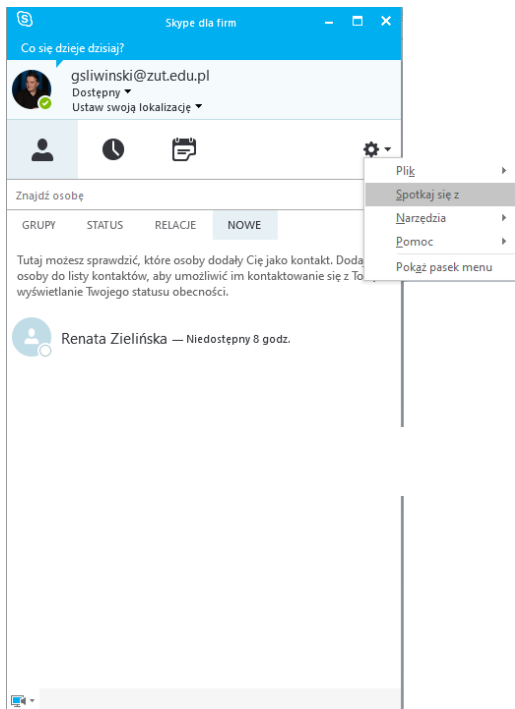 Skype dla firm
Co się dzieje dzisiaj?
gsliwinski@zut.edu.pl
Dostępny
Ustaw swoją lokalizację
Plik
Spotkaj się z
Narzędzia
Pomoc
Pokaż pasek menu
Znajdź osobę
GRUPY STATUS RELACJE NOWE
Tutaj możesz sprawdzić, które osoby dodały Cię jako kontakt. Dodaj
osoby do listy kontaktów, aby umożliwić im kontaktowanie się z
wyświetlanie Twojego statusu obecności.
Renata Zielińska — Niedostępny 8 godz.